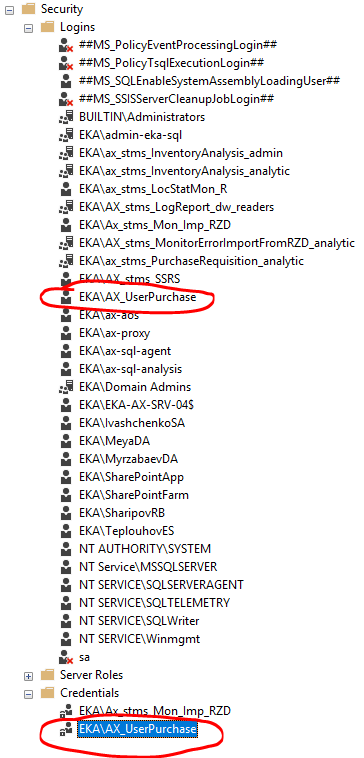 Security
Logins
##MS_PolicyEventProcessingLogin##
##MS_PolicyTsqlExecutionLogin##
##MS_SQLEnableSystemAssemblyLoadingUser##
##MS_SSISServerCleanupJobLogin##
BUILTIN\Administrators
EKA\admin-eka-sql
EKA\ax_stms_InventoryAnalysis_admin
EKA\ax_stms_InventoryAnalysis_analytic
EKA\ax_stms_LocStatMon_R
EKA\AX_stms_LogReport_dw_readers
EKA\Ax_stms_Mon_Imp_RZD
EKA\AX_stms_MonitorErrorImportFromRZD_analytic
EKA\ax_stms_PurchaseRequisition_analytic
EKA\AX_stms_SSRS
EKA\AX_UserPurchase
EKA\ax-aos
EKA\ax-proxy
EKA\ax-sql-agent
EKA\ax-sql-analysis
EKA\Domain Admins
EKA\EKA-AX-SRV-04$
EKA\IvashchenkoSA
EKA\MeyaDA
EKA\MyrzabaevDA
EKA\SharePointApp
EKA\SharePointFarm
EKA\SharipovRB
EKA\TeplouhovES
NT AUTHORITY\SYSTEM
NT Service\MSSQLSERVER
NT SERVICE\SQLSERVERAGENT
NT SERVICE\SQLTELEMETRY
NT SERVICE\SQLWriter
NT SERVICE\Winmgmt
sa
Server Roles
Credentials
EKA\Ax_stms_Mon_Imp_RZD
EKA\AX_UserPurchase